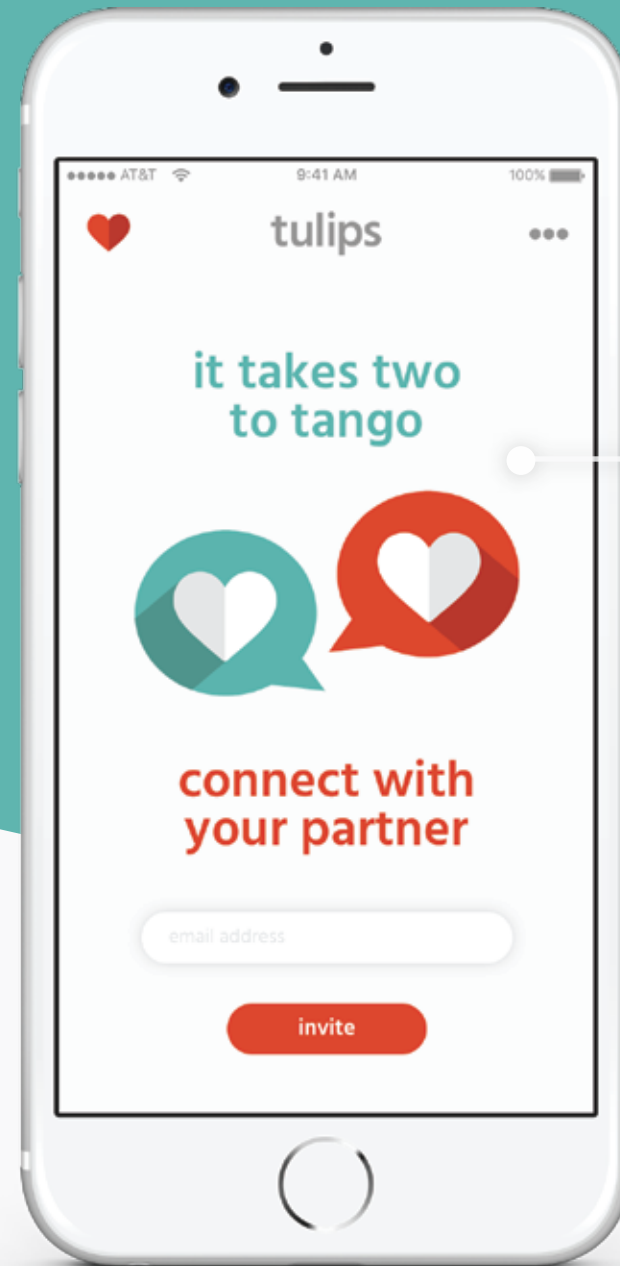 AT&T 9:41 AM 100%
tulips
it takes two
to tango
connect with
your partner
email address
invite